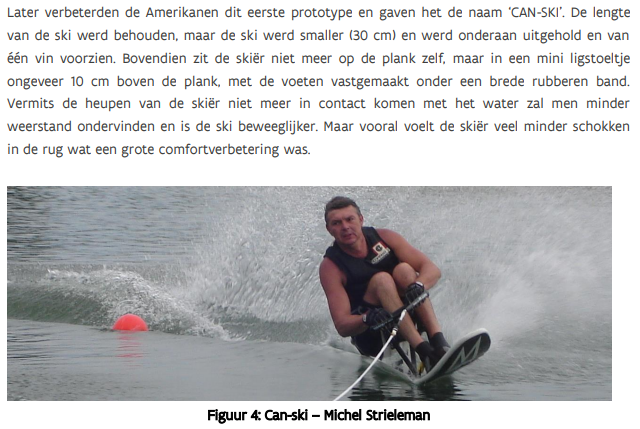 Later verbeterden de Amerikanen dit eerste prototype en gaven het de naam ‘CAN-SKI’. De lengte
van de ski werd behouden, maar de ski werd smaller (30 cm) en werd onderaan uitgehold en van
één vin voorzien. Bovendien zit de skiër niet meer op de plank zelf, maar in een mini ligstoeltje
ongeveer 10 cm boven de plank, met de voeten vastgemaakt onder een brede rubberen band.
Vermits de heupen van de skiër niet meer in contact komen met het water zal men minder
weerstand ondervinden en is de ski beweeglijker. Maar vooral voelt de skiër veel minder schokken
in de rug wat een grote comfortverbetering was.
Figuur 4: Can-ski – Michel Strieleman